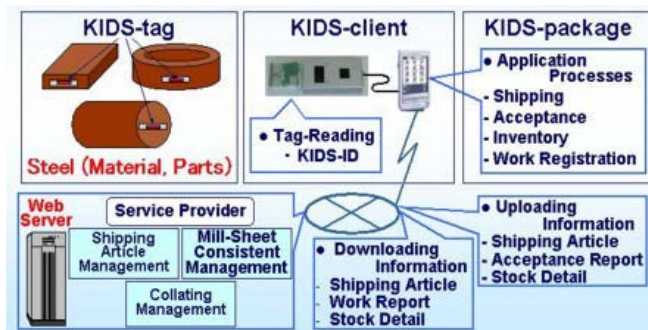 KIDS-tag
Steel (Material, Parts)
KIDS-client
● Tag-Reading
- KIDS-ID
KIDS-package
● Application
Processes
- Shipping
- Acceptance
- Inventory
- Work Registration
Web
Server
Service Provider
Shipping
Article
Management
Mill-Sheet
Consistent
Management
Collating
Management
● Downloading
Information
- Shipping Article
- Work Report
- Stock Detail
● Uploading
Information
- Shipping Article
- Acceptance Report
- Stock Detail